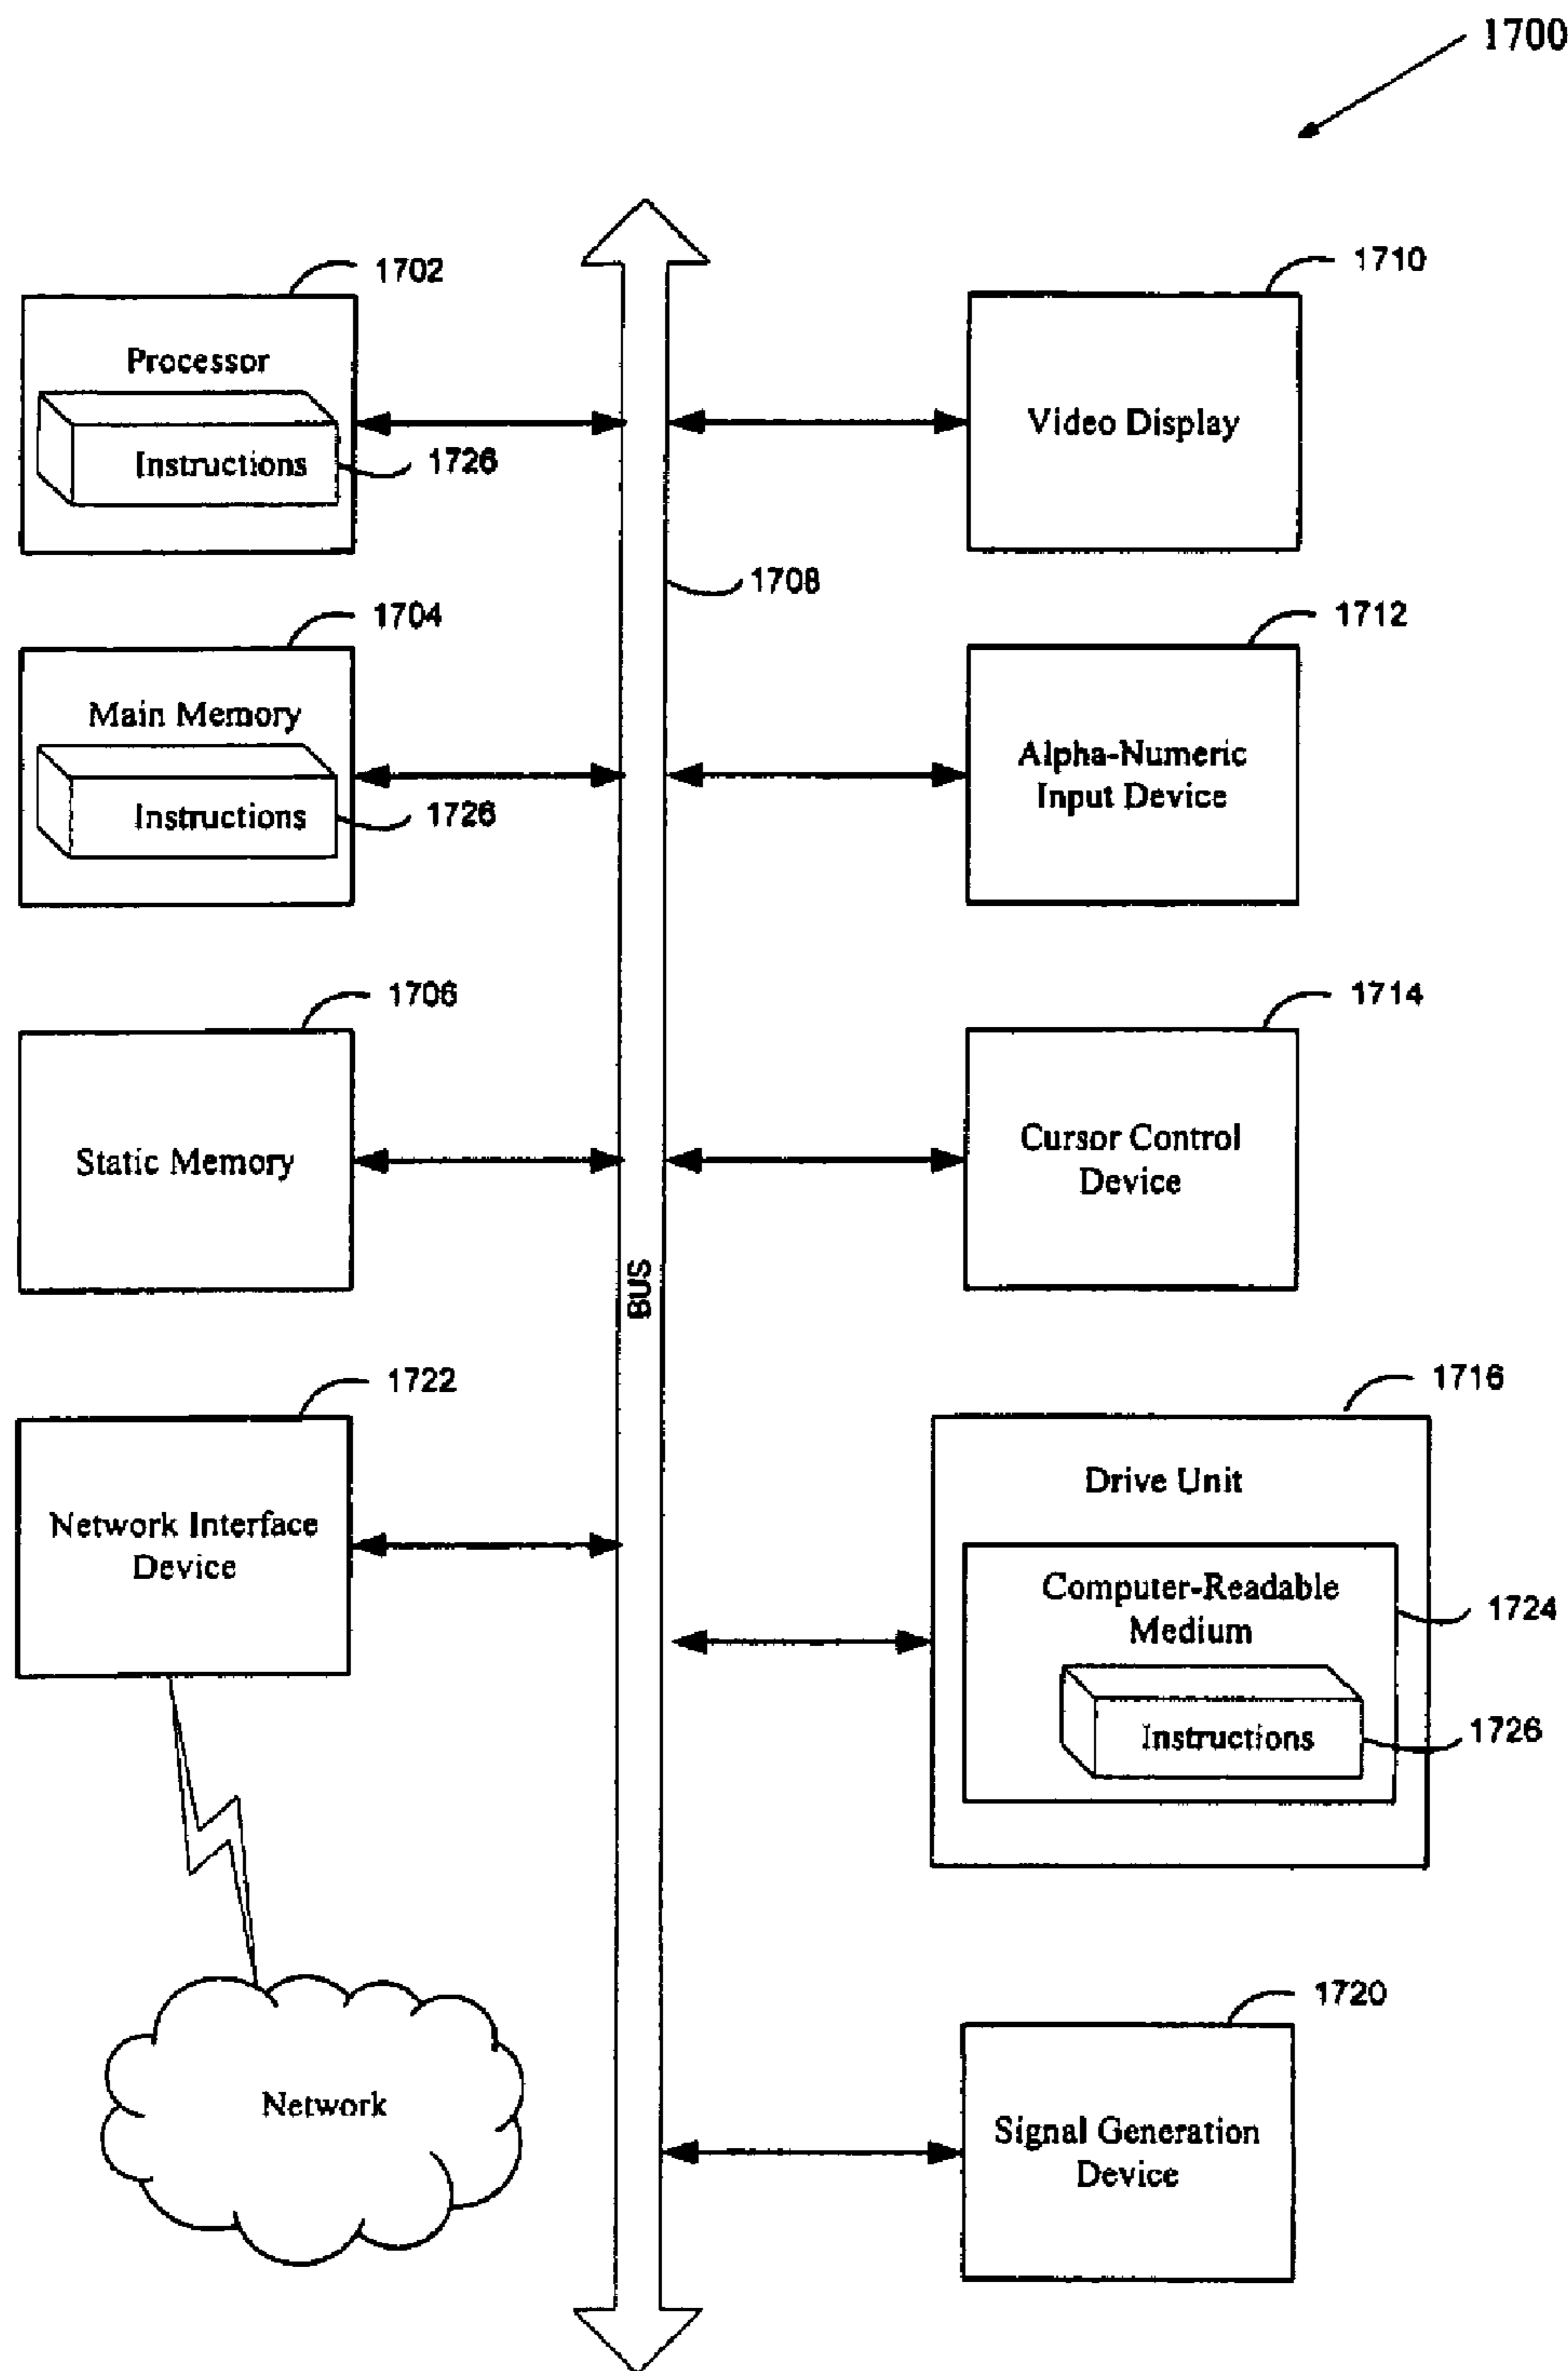 1700
1702
Processor
Instructions
1726
1710
Video Display
1708
1704
Main Memory
Instructions
1726
1712
Alpha-Numeric
Input Device
1706
Static Memory
1714
Cursor Control
Device
BUS
1722
Network Interface
Device
1716
Drive Unit
Computer-Readable
Medium
1724
Instructions
1726
Network
1720
Signal Generation
Device